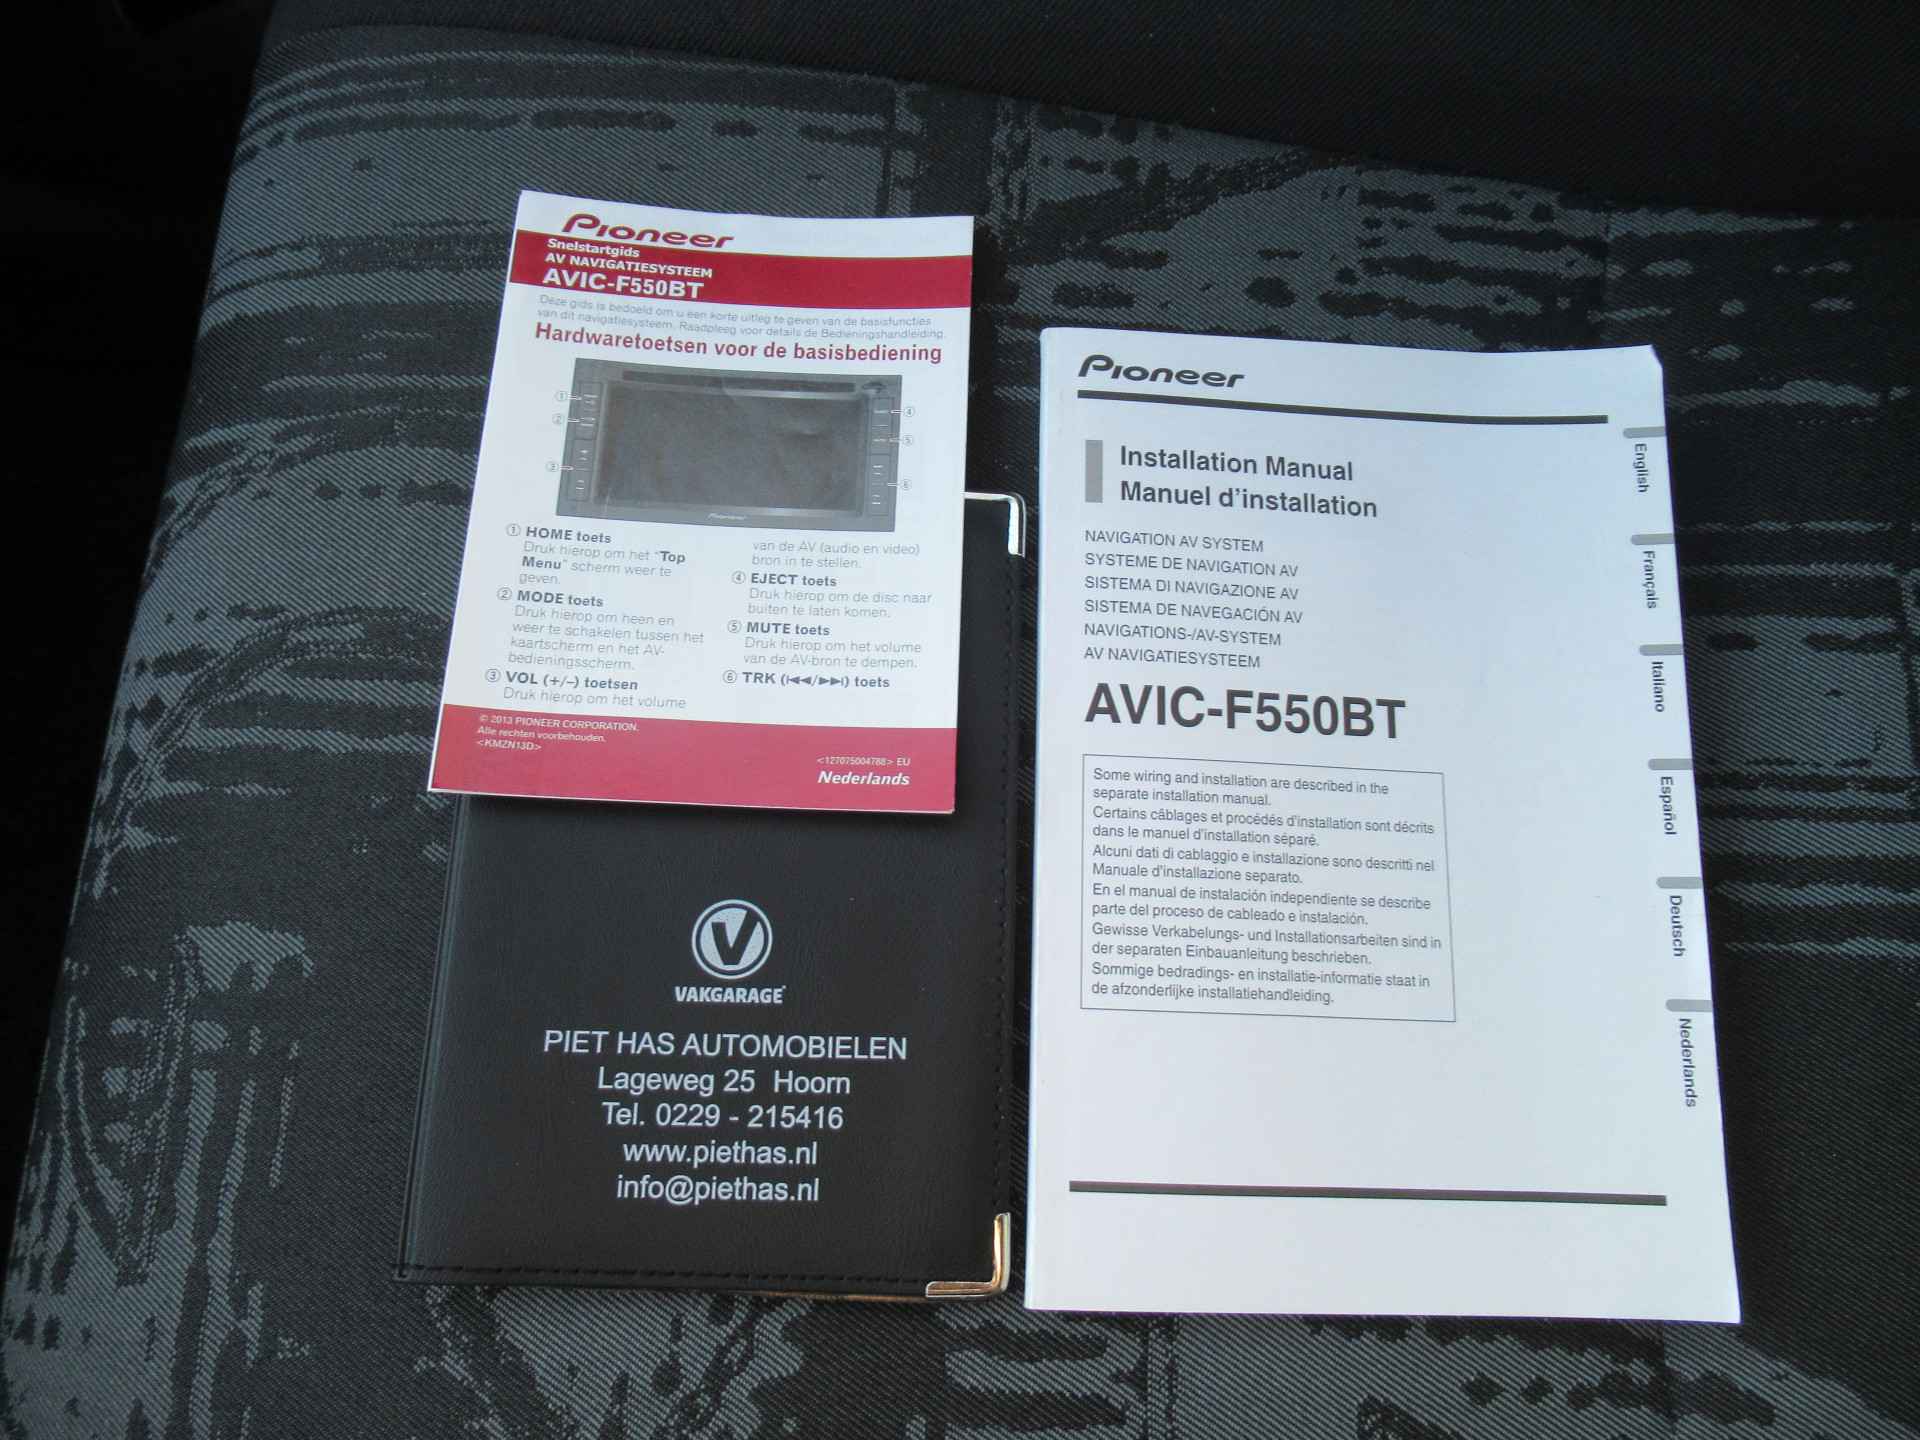 Pioneer
Snelstartgids
AV NAVIGATIESYSTEEM
AVIC-F550BT
Deze gids is bedoeld om u een korte uitleg te geven van de basisfuncties
van dit navigatiesysteem. Raadpleeg voor details de Bedieningshandleiding.
Hardwaretoetsen voor de basisbediening
①
②
③
④
⑤
⑥
Pioneer
① HOME toets
Druk hierop om het "Top
Menu" scherm weer te
geven.
② MODE toets
Druk hierop om heen en
weer te schakelen tussen het
kaartscherm en het AV-
bedieningsscherm.
③ VOL (+/–) toetsen
Druk hierop om het volume
van de AV (audio en video)
bron in te stellen.
④ EJECT toets
Druk hierop om de disc naar
buiten te laten komen.
⑤ MUTE toets
Druk hierop om het volume
van de AV-bron te dempen.
⑥ TRK (⏮/⏭) toets
© 2013 PIONEER CORPORATION.
Alle rechten voorbehouden.
<KMZN13D>
<127075004788> EU
Nederlands
VAKGARAGE
PIET HAS AUTOMOBIELEN
Lageweg 25 Hoorn
Tel. 0229 - 215416
www.piethas.nl
info@piethas.nl
Pioneer
Installation Manual
Manuel d'installation
NAVIGATION AV SYSTEM
SYSTEME DE NAVIGATION AV
SISTEMA DI NAVIGAZIONE AV
SISTEMA DE NAVEGACIÓN AV
NAVIGATIONS-/AV-SYSTEM
AV NAVIGATIESYSTEEM
AVIC-F550BT
Some wiring and installation are described in the
separate installation manual.
Certains câblages et procédés d'installation sont décrits
dans le manuel d'installation séparé.
Alcuni dati di cablaggio e installazione sono descritti nel
Manuale d'installazione separato.
En el manual de instalación independiente se describe
parte del proceso de cableado e instalación.
Gewisse Verkabelungs- und Installationsarbeiten sind in
der separaten Einbauanleitung beschrieben.
Sommige bedradings- en installatie-informatie staat in
de afzonderlijke installatiehandleiding.
English
Français
Italiano
Español
Deutsch
Nederlands